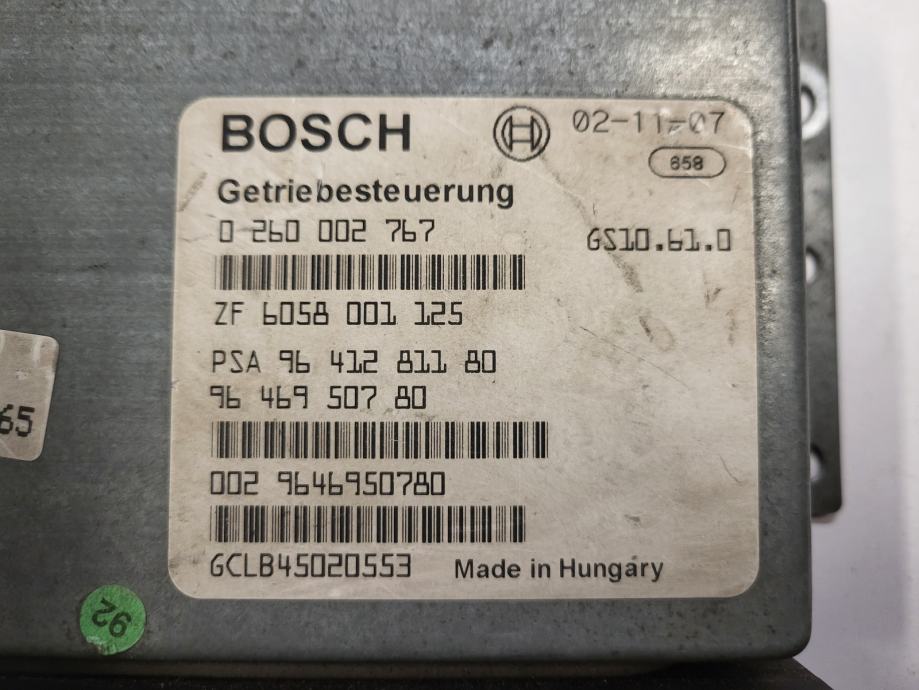 BOSCH 02-11-07
658
Getriebesteuerung
0 260 002 767 GS10.61.0
ZF 6058 001 125
PSA 96 412 811 80
96 469 507 80
002 9646950780
GCLB45020553 Made in Hungary
65
92